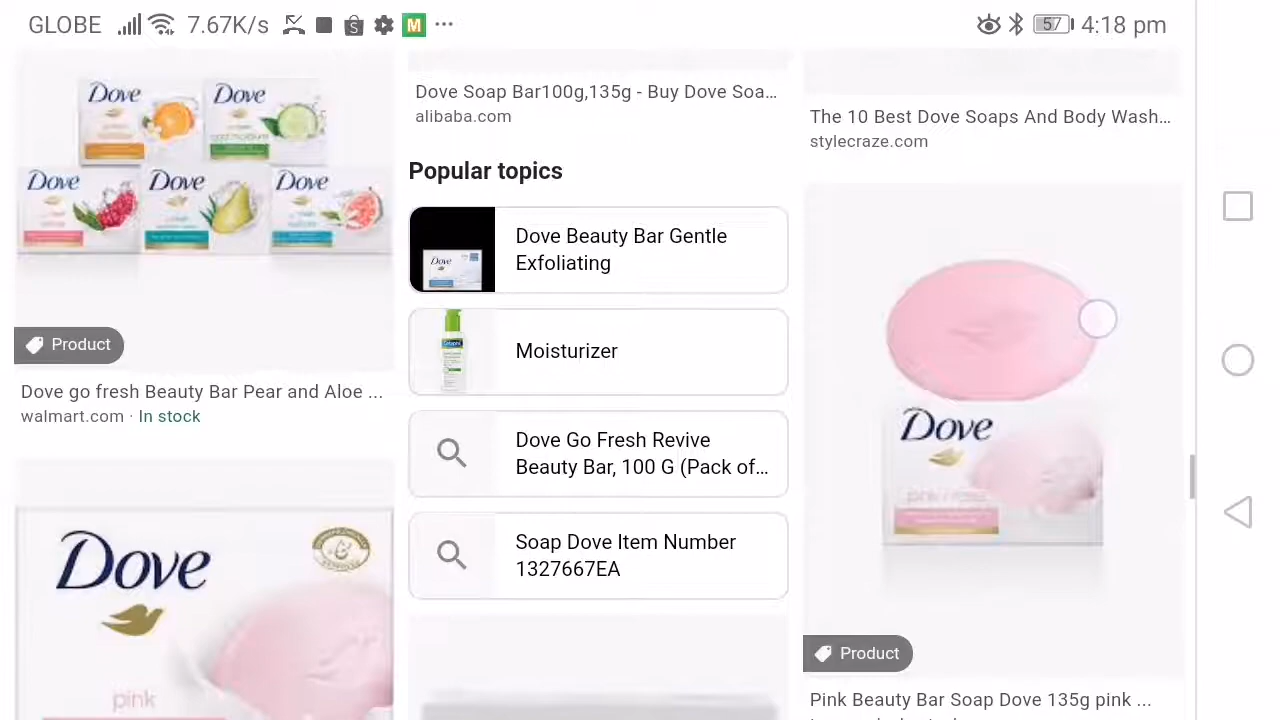 GLOBE 7.67K/s 57 4:18 pm
Dove
Dove
Dove
Dove
Dove
Product
Dove go fresh Beauty Bar Pear and Aloe ...
walmart.com · In stock
Dove
pink
Dove Soap Bar100g,135g - Buy Dove Soa...
alibaba.com
Popular topics
Dove
Dove Beauty Bar Gentle
Exfoliating
Moisturizer
Dove Go Fresh Revive
Beauty Bar, 100 G (Pack of...
Soap Dove Item Number
1327667EA
The 10 Best Dove Soaps And Body Wash...
stylecraze.com
Dove
Product
Pink Beauty Bar Soap Dove 135g pink ...